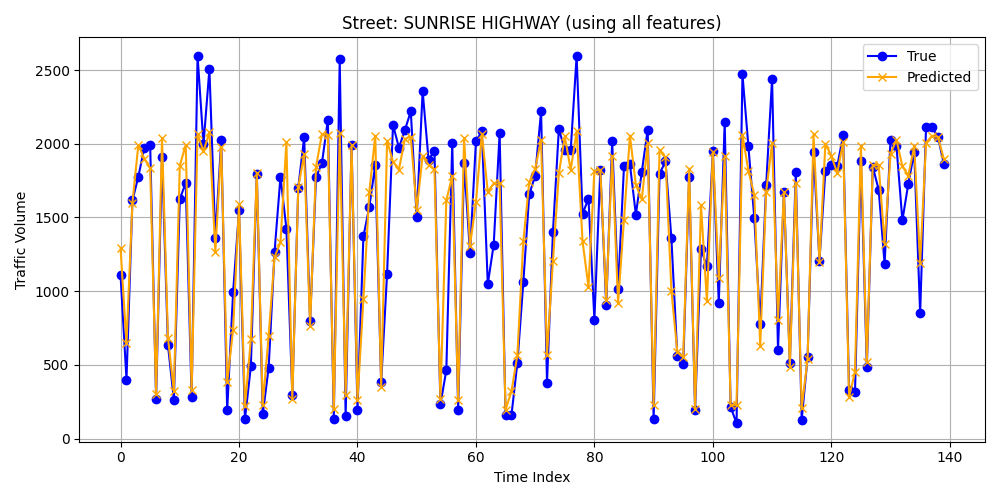 Street: SUNRISE HIGHWAY (using all features)
True
Predicted
Traffic Volume
2500
2000
1500
1000
500
0
0 20 40 60 80 100 120 140
Time Index